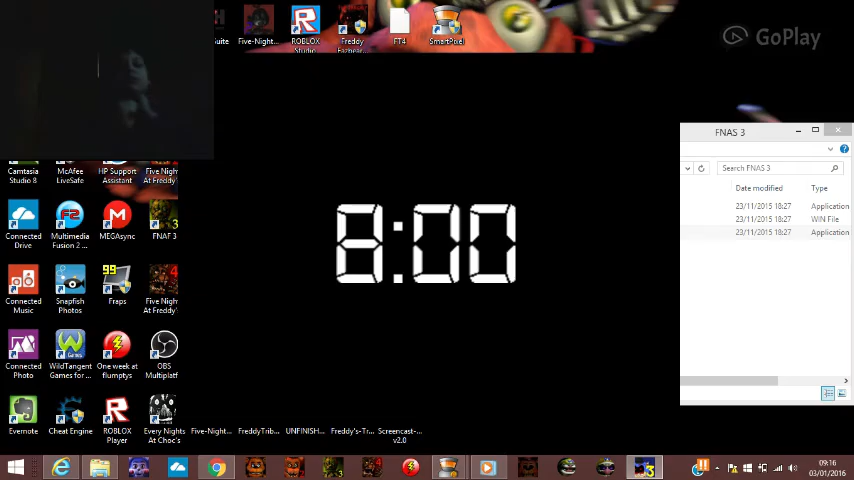 Suite
Five-Night...
ROBLOX Studio
Freddy Fazbear...
FT4
SmartPixel
GoPlay
FNAS 3
Search FNAS 3
Date modified
Type
23/11/2015 18:27
Application
23/11/2015 18:27
WIN File
23/11/2015 18:27
Application
8:00
Camtasia Studio 8
McAfee LiveSafe
HP Support Assistant
Five Night At Freddy'
Connected Drive
Multimedia Fusion 2 ...
MEGAsync
FNAF 3
Connected Music
Snapfish Photos
99
Fraps
Five Nigh At Freddy'
Connected Photo
WildTangent Games for ...
One week at flumptys
OBS Multiplatf
Evernote
Cheat Engine
ROBLOX Player
Every Nights At Choc's
Five-Night...
FreddyTrib...
UNFINISH...
Freddy's-Tr...
Screencast-... v2.0
09:16
03/01/2016